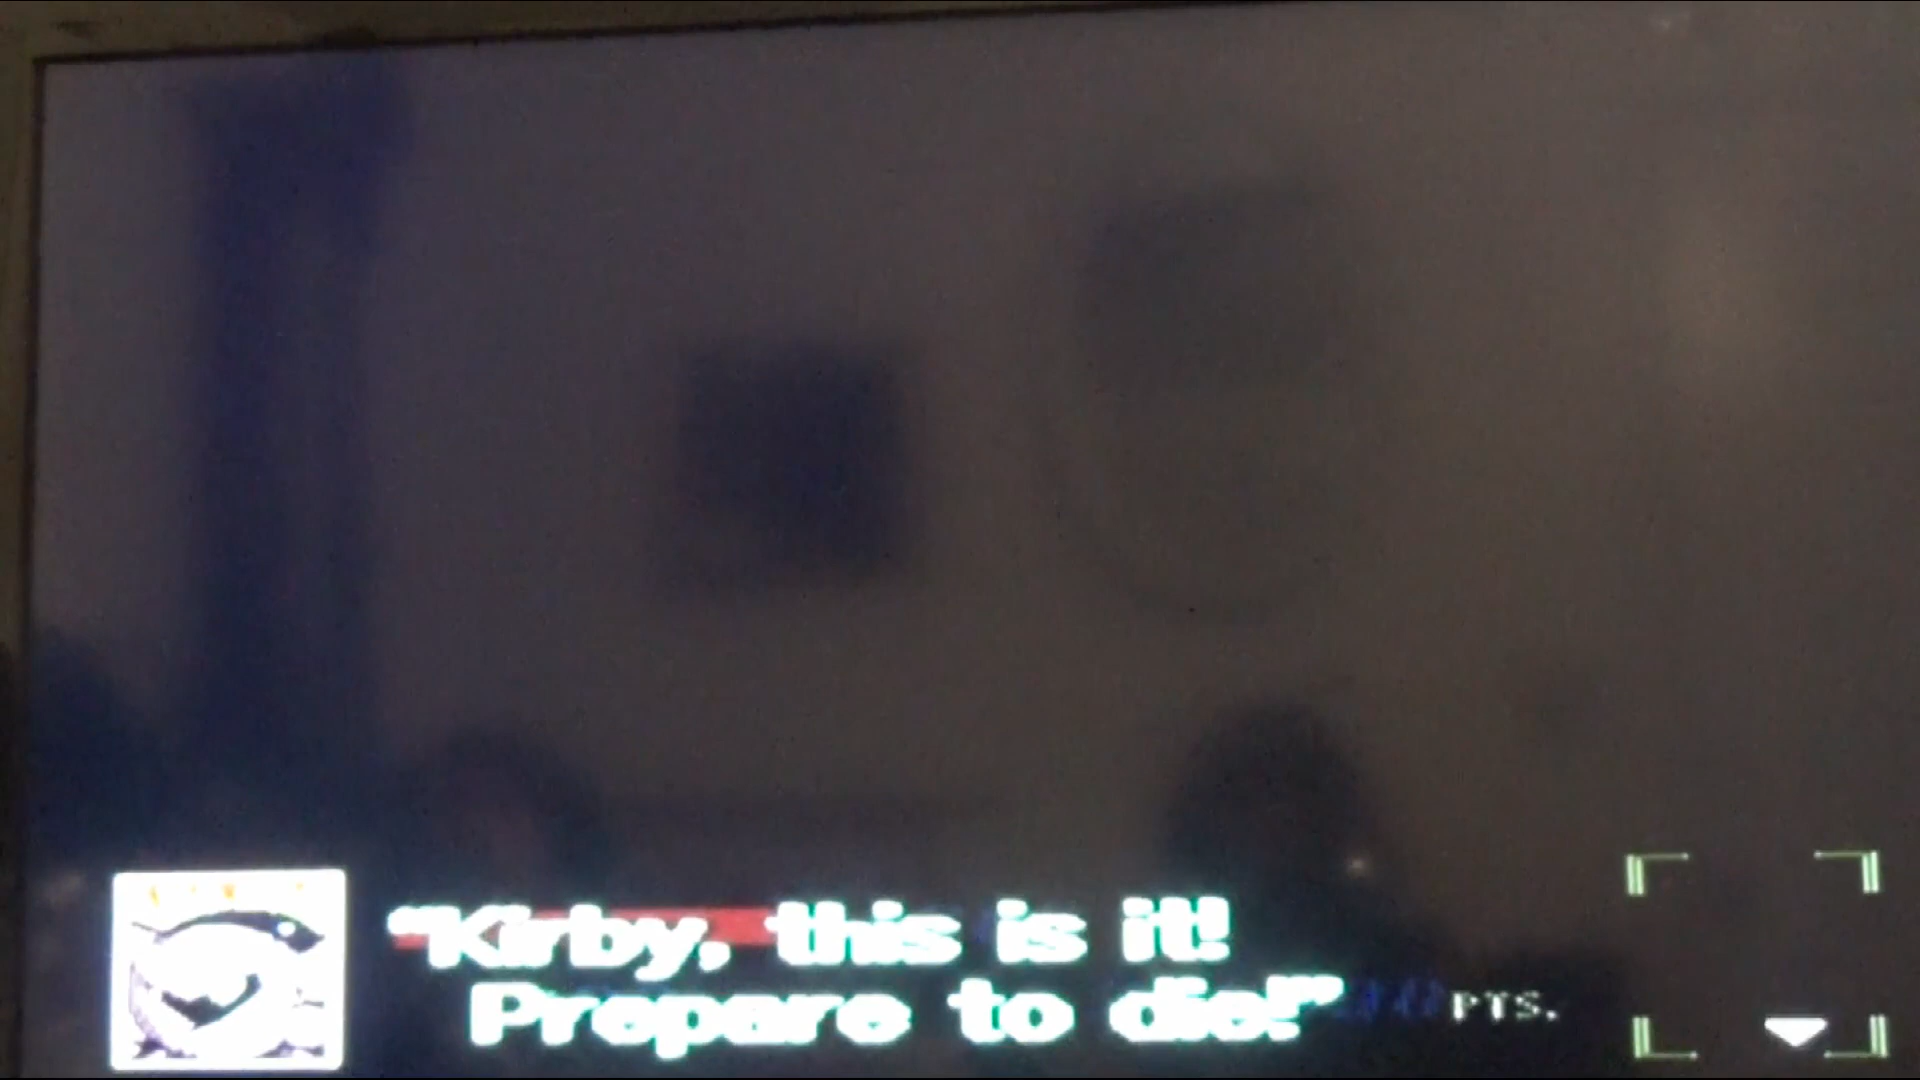 “Kirby, this is it!
Prepare to die!”
PTS.